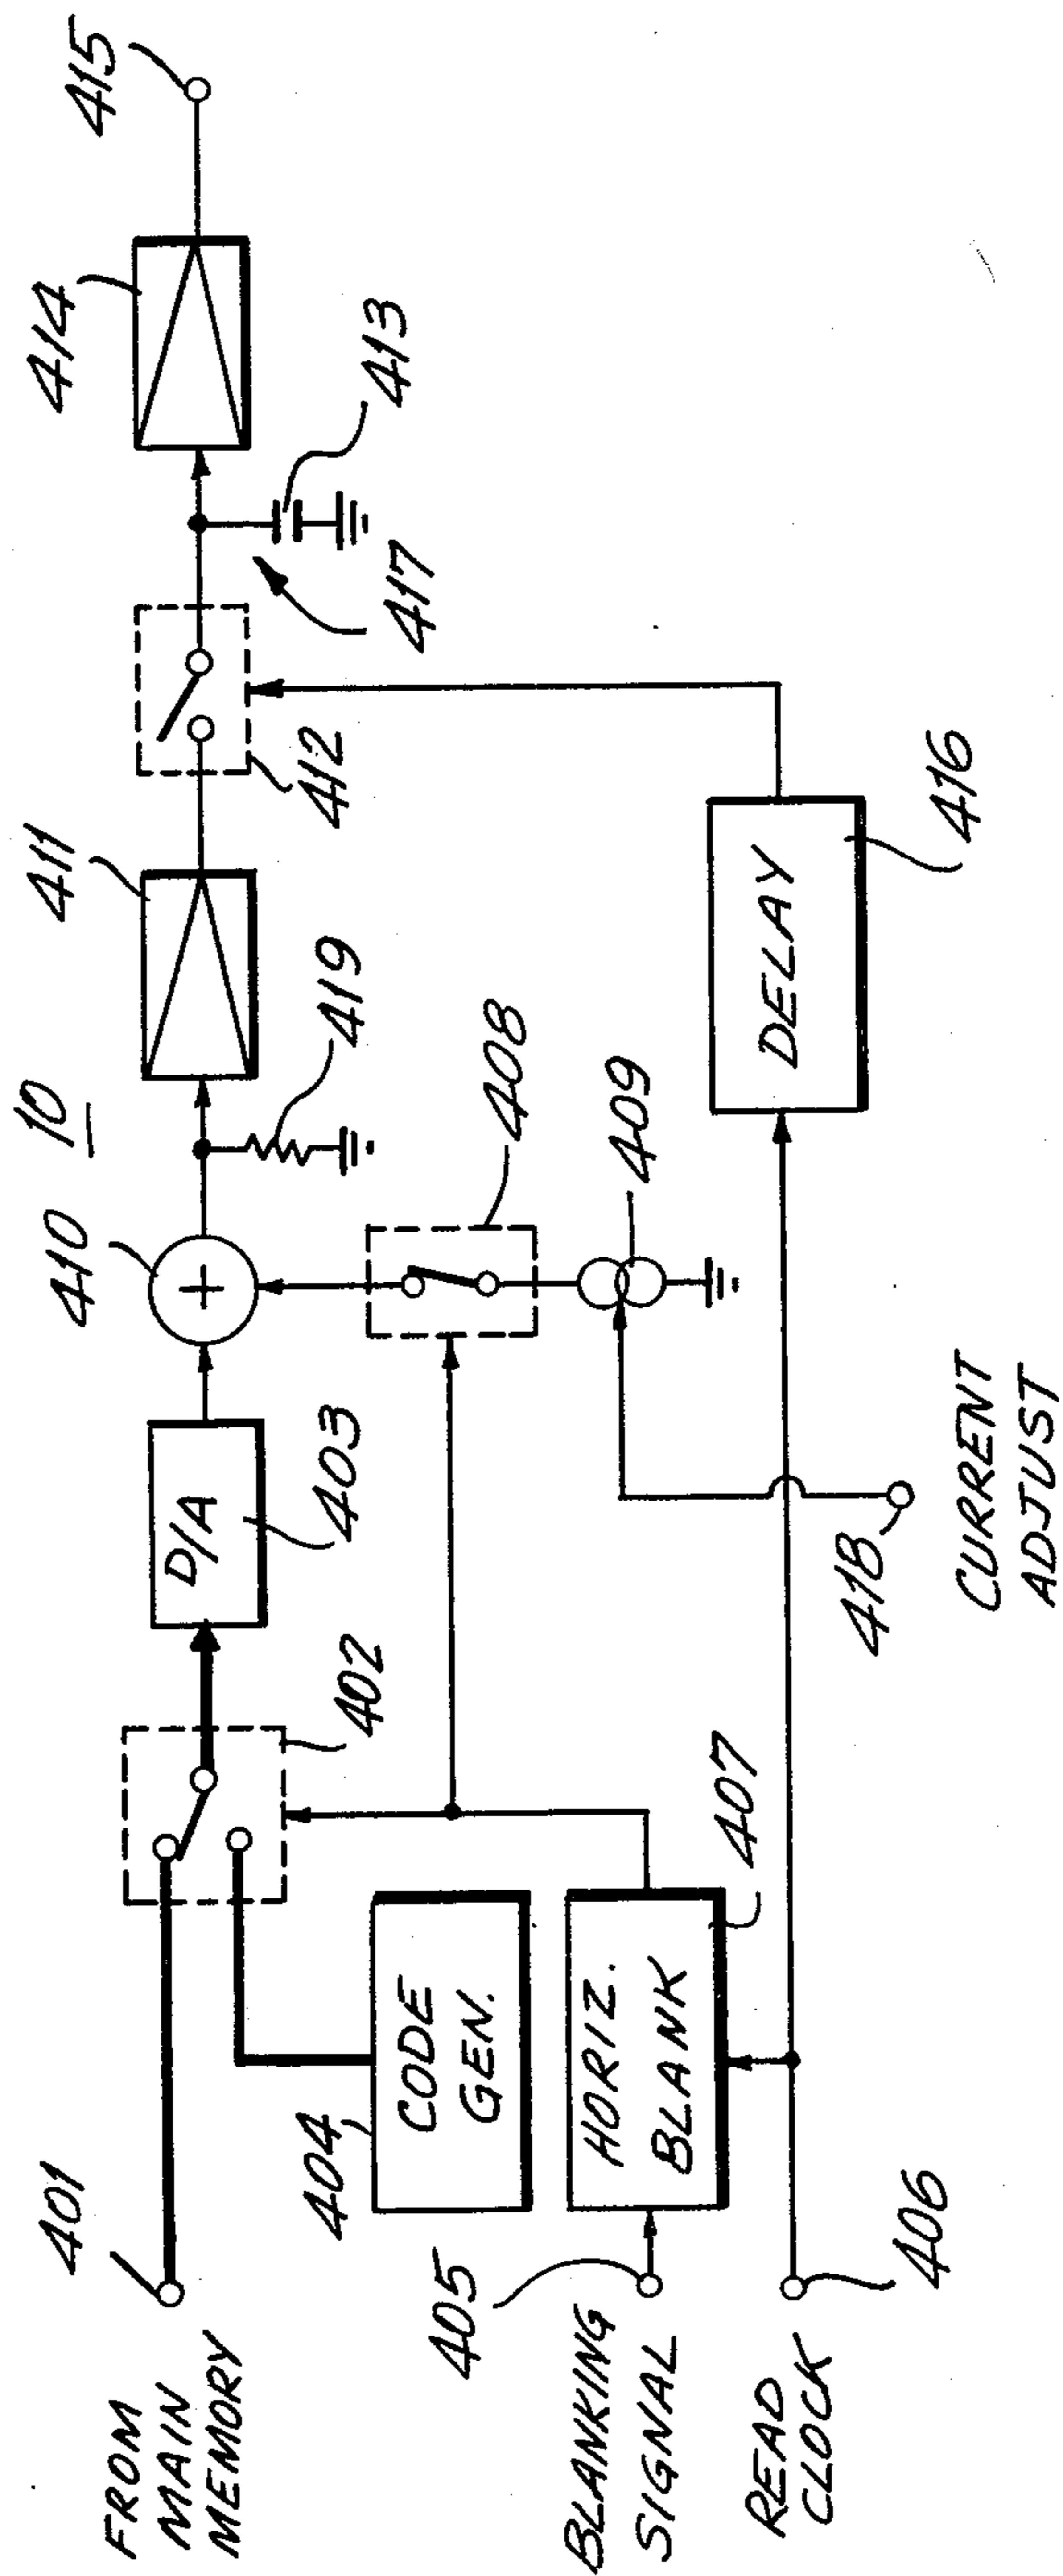 10
FROM
MAIN
MEMORY
401
402
D/A
403
410
419
411
412
417
413
414
415
404
CODE
GEN.
408
409
405
BLANKING
SIGNAL
HORIZ.
BLANK
407
READ
CLOCK
406
418
CURRENT
ADJUST
DELAY
416